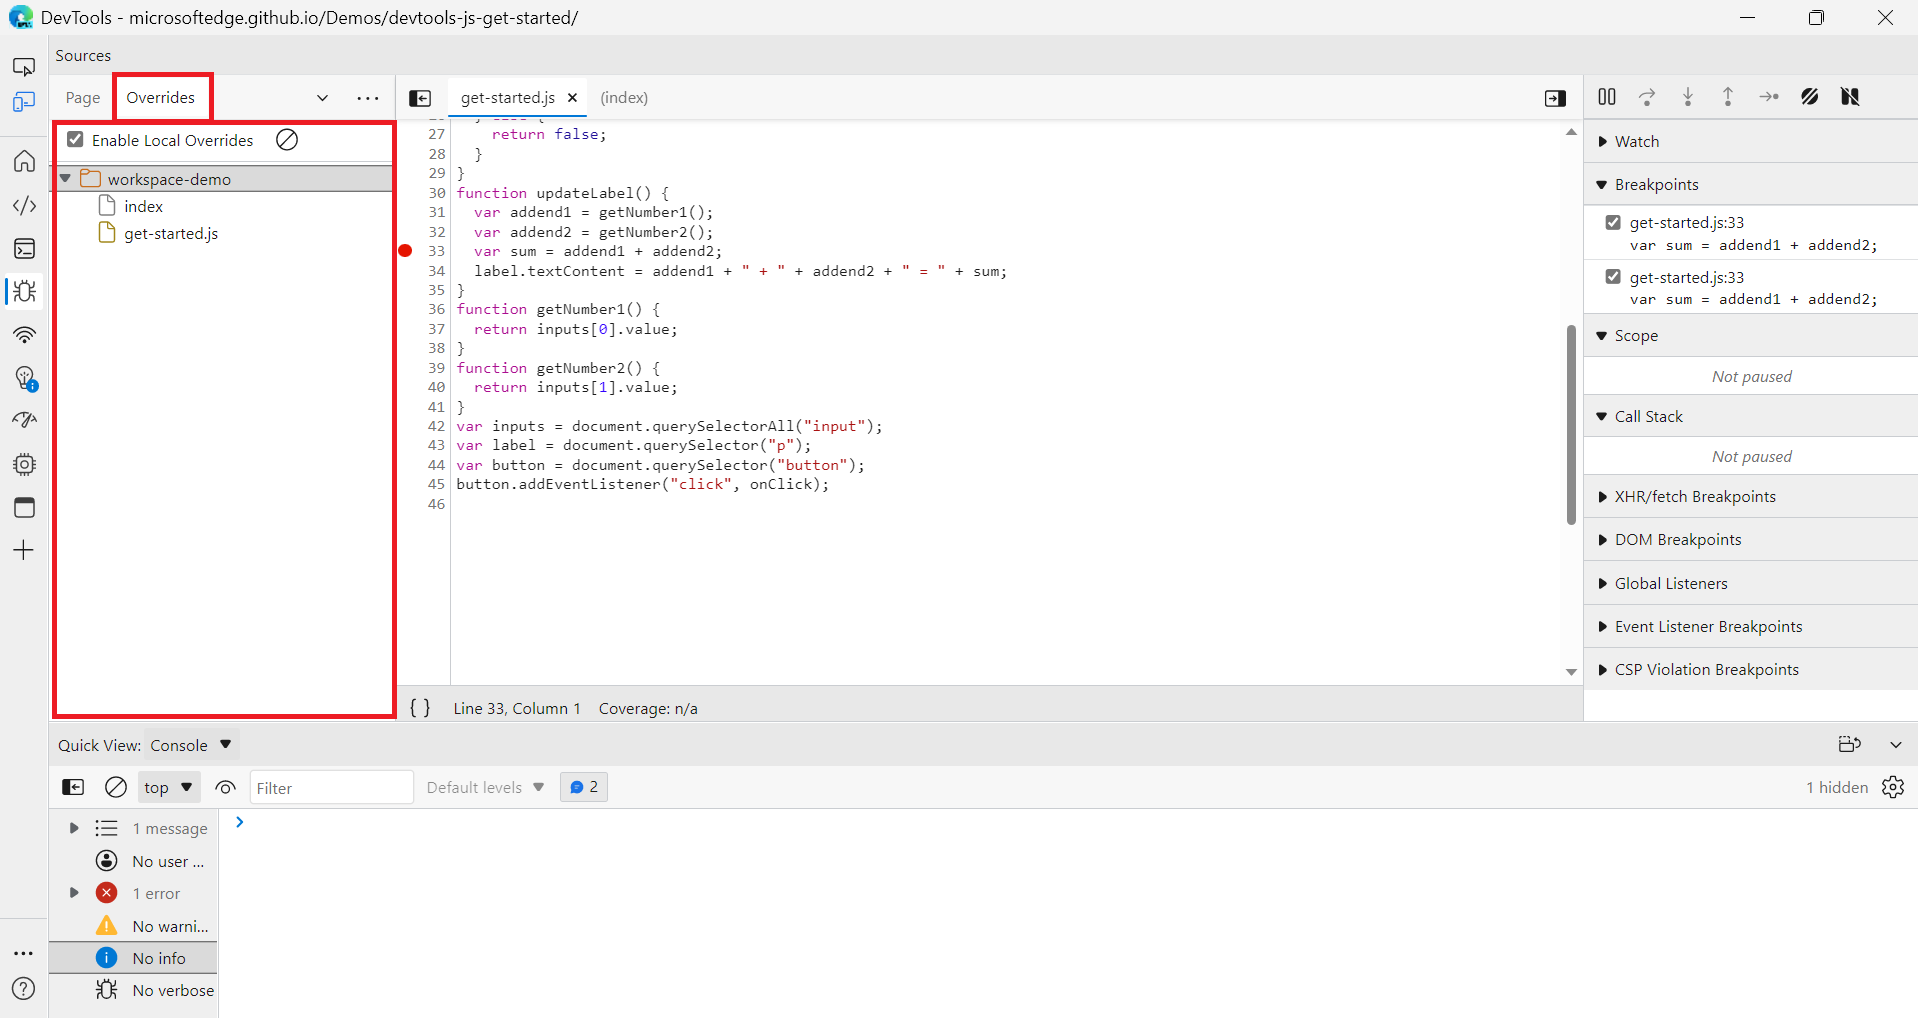 DevTools - microsoftedge.github.io/Demos/devtools-js-get-started/
Sources
Page Overrides
Enable Local Overrides
workspace-demo
index
get-started.js
get-started.js (index)
27 return false;
28 }
29 }
30 function updateLabel() {
31 var addend1 = getNumber1();
32 var addend2 = getNumber2();
33 var sum = addend1 + addend2;
34 label.textContent = addend1 + " + " + addend2 + " = " + sum;
35 }
36 function getNumber1() {
37 return inputs[0].value;
38 }
39 function getNumber2() {
40 return inputs[1].value;
41 }
42 var inputs = document.querySelectorAll("input");
43 var label = document.querySelector("p");
44 var button = document.querySelector("button");
45 button.addEventListener("click", onClick);
46
{ } Line 33, Column 1 Coverage: n/a
Watch
Breakpoints
get-started.js:33
var sum = addend1 + addend2;
get-started.js:33
var sum = addend1 + addend2;
Scope
Not paused
Call Stack
Not paused
XHR/fetch Breakpoints
DOM Breakpoints
Global Listeners
Event Listener Breakpoints
CSP Violation Breakpoints
Quick View: Console
top Filter Default levels 2 1 hidden
1 message
No user ...
1 error
No warni...
No info
No verbose